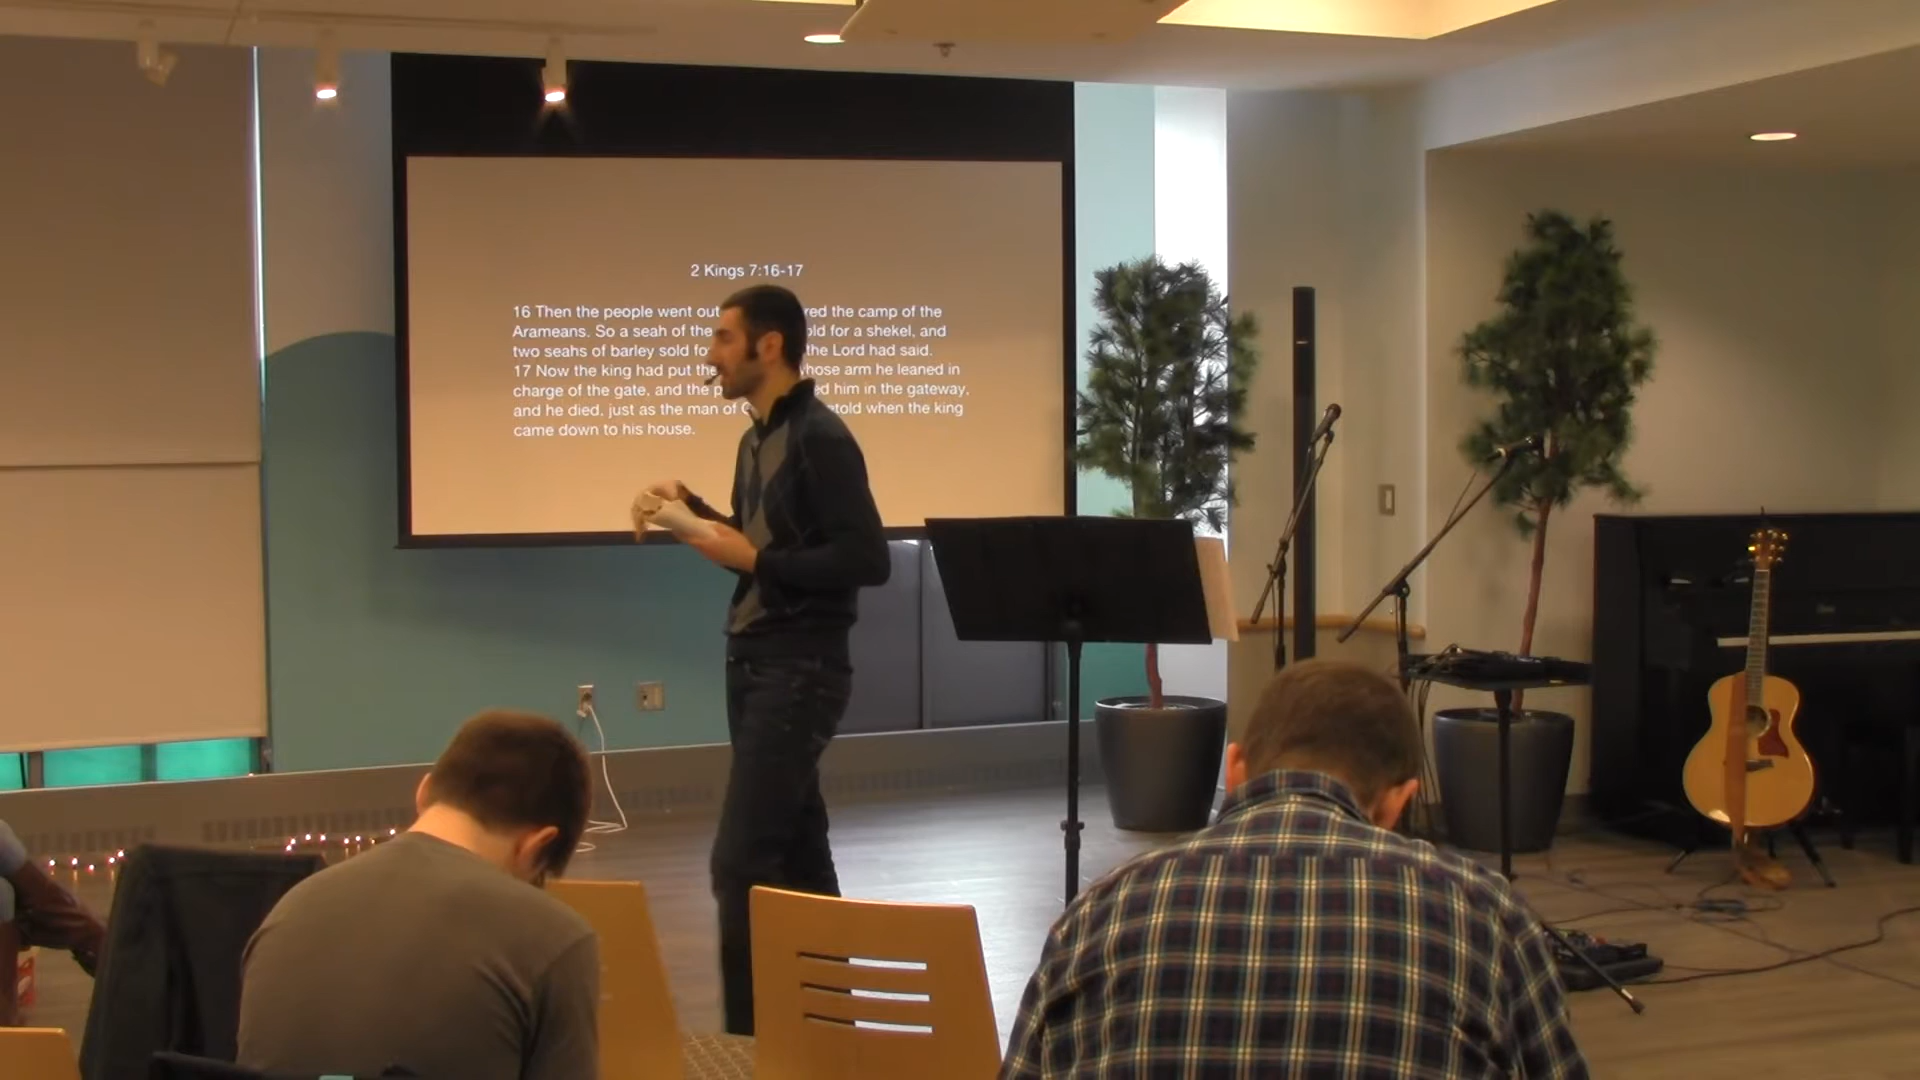 2 Kings 7:16-17
16 Then the people went out red the camp of the
Arameans. So a seah of the old for a shekel, and
two seahs of barley sold fo the Lord had said.
17 Now the king had put the whose arm he leaned in
charge of the gate, and the p ed him in the gateway,
and he died, just as the man of G etold when the king
came down to his house.